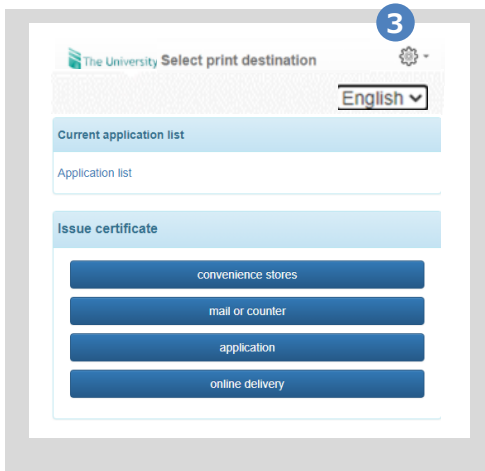 3
The University Select print destination
English
Current application list
Application list
Issue certificate
convenience stores
mail or counter
application
online delivery